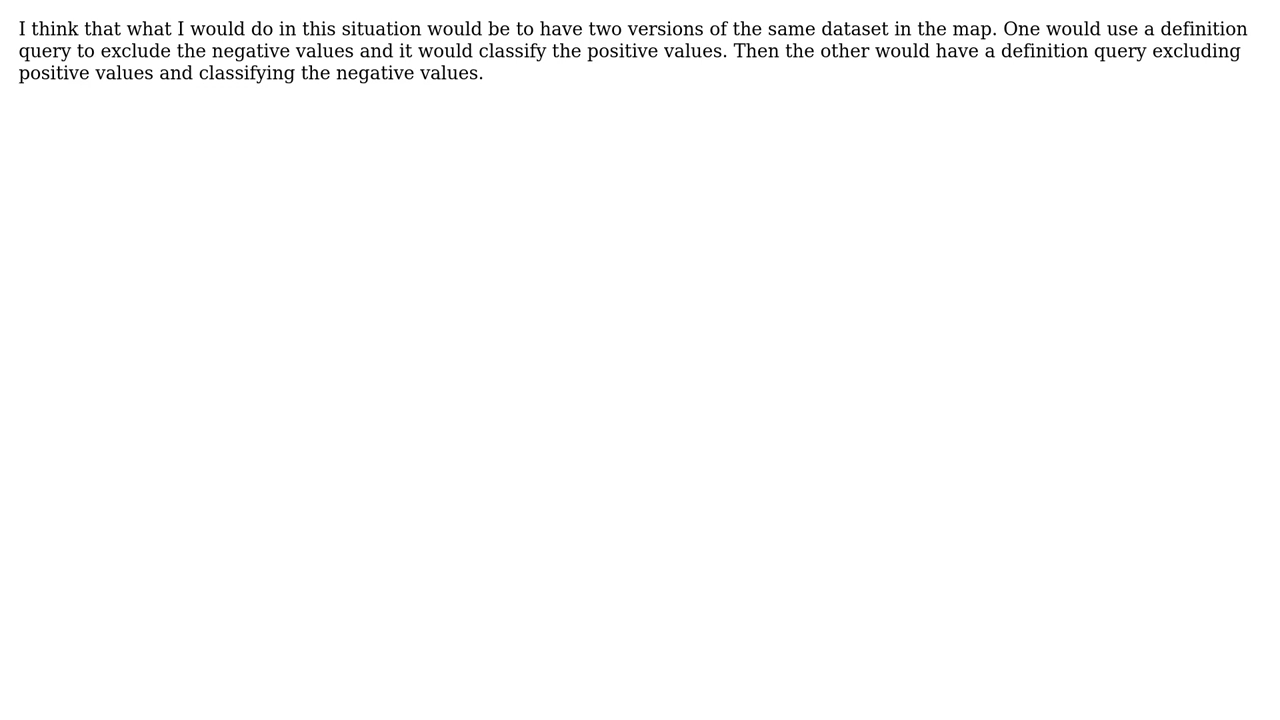 I think that what I would do in this situation would be to have two versions of the same dataset in the map. One would use a definition
query to exclude the negative values and it would classify the positive values. Then the other would have a definition query excluding
positive values and classifying the negative values.